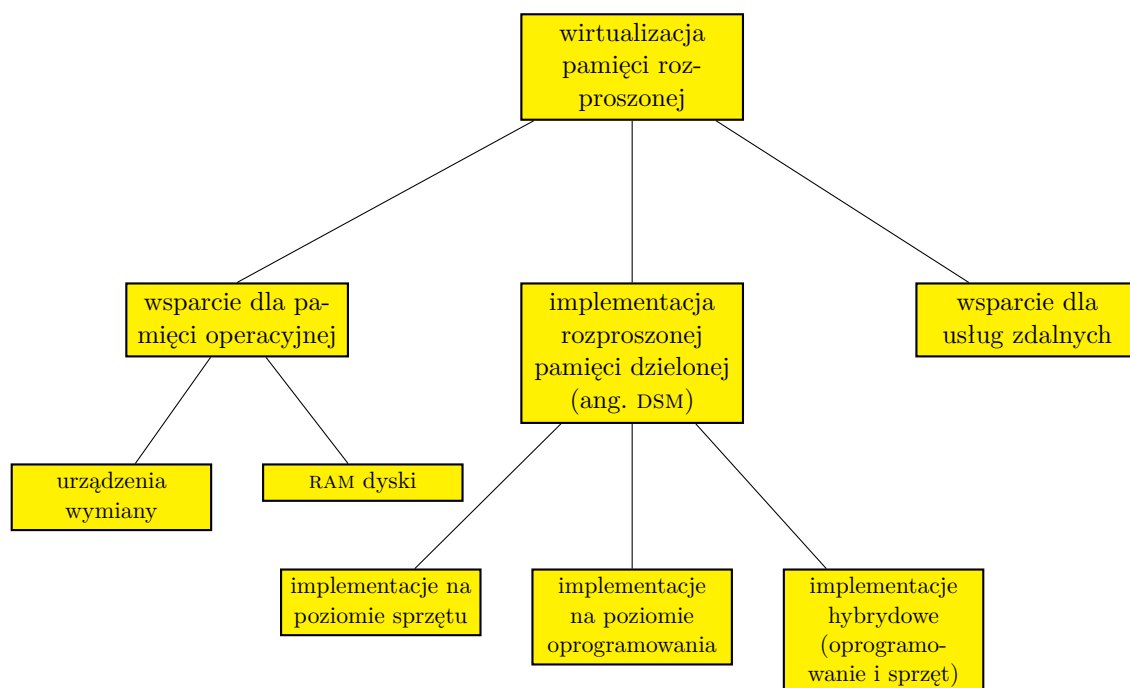 wirtualizacja
pamięci roz-
proszonej
wsparcie dla pa-
mięci operacyjnej
implementacja
rozproszonej
pamięci dzielonej
(ang. DSM)
wsparcie dla
usług zdalnych
urządzenia
wymiany
RAM dyski
implementacje na
poziomie sprzętu
implementacje
na poziomie
oprogramowania
implementacje
hybrydowe
(oprogramo-
wanie i sprzęt)